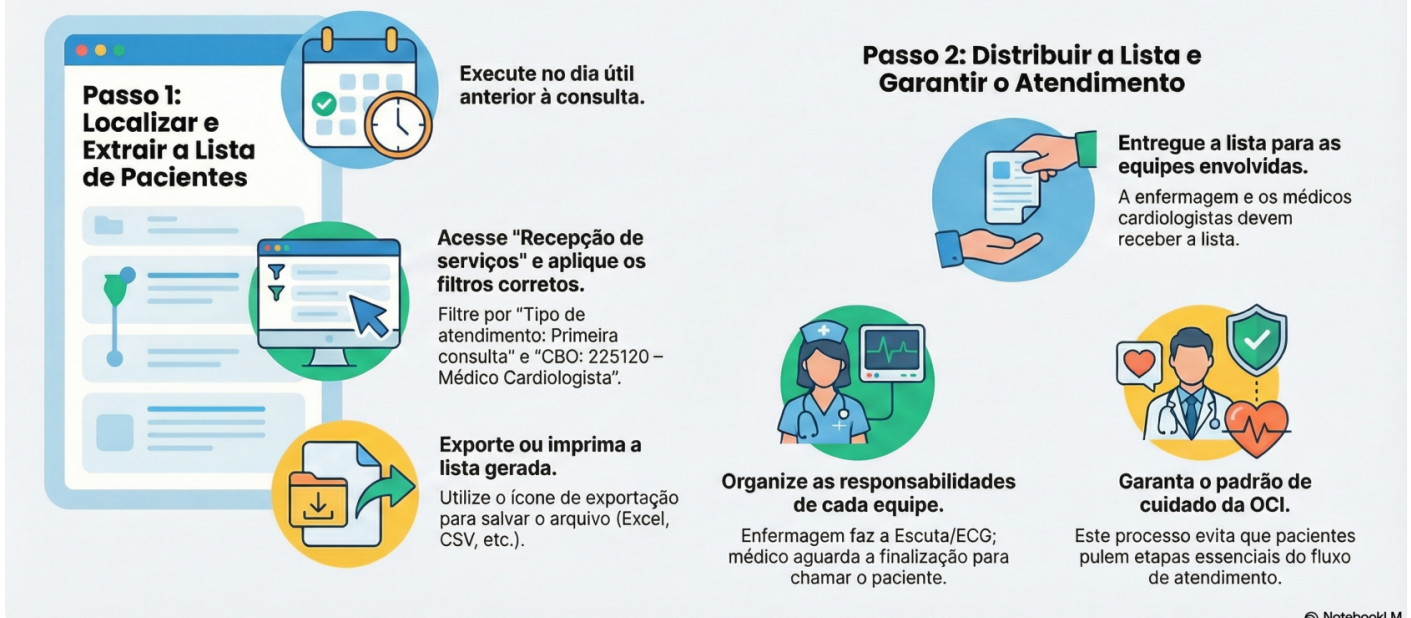 Passo 1:
Localizar e
Extrair a Lista
de Pacientes
Execute no dia útil
anterior à consulta.
Acesse "Recepção de
serviços" e aplique os
filtros corretos.
Filtre por "Tipo de
atendimento: Primeira
consulta" e "CBO: 225120 –
Médico Cardiologista".
Exporte ou imprima a
lista gerada.
Utilize o ícone de exportação
para salvar o arquivo (Excel,
CSV, etc.).
Passo 2: Distribuir a Lista e
Garantir o Atendimento
Entregue a lista para as
equipes envolvidas.
A enfermagem e os médicos
cardiologistas devem
receber a lista.
Organize as responsabilidades
de cada equipe.
Enfermagem faz a Escuta/ECG;
médico aguarda a finalização para
chamar o paciente.
Garanta o padrão de
cuidado da OCI.
Este processo evita que pacientes
pulem etapas essenciais do fluxo
de atendimento.
NotebookLM